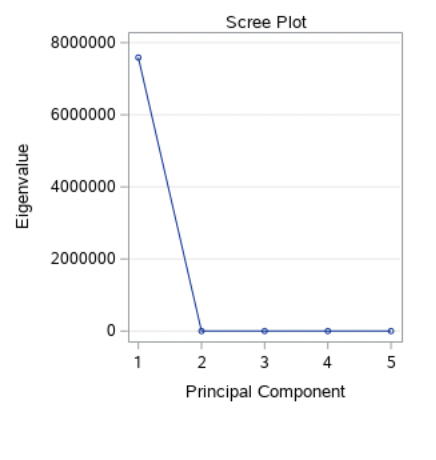 Scree Plot
8000000
6000000
4000000
2000000
0
Eigenvalue
1 2 3 4 5
Principal Component